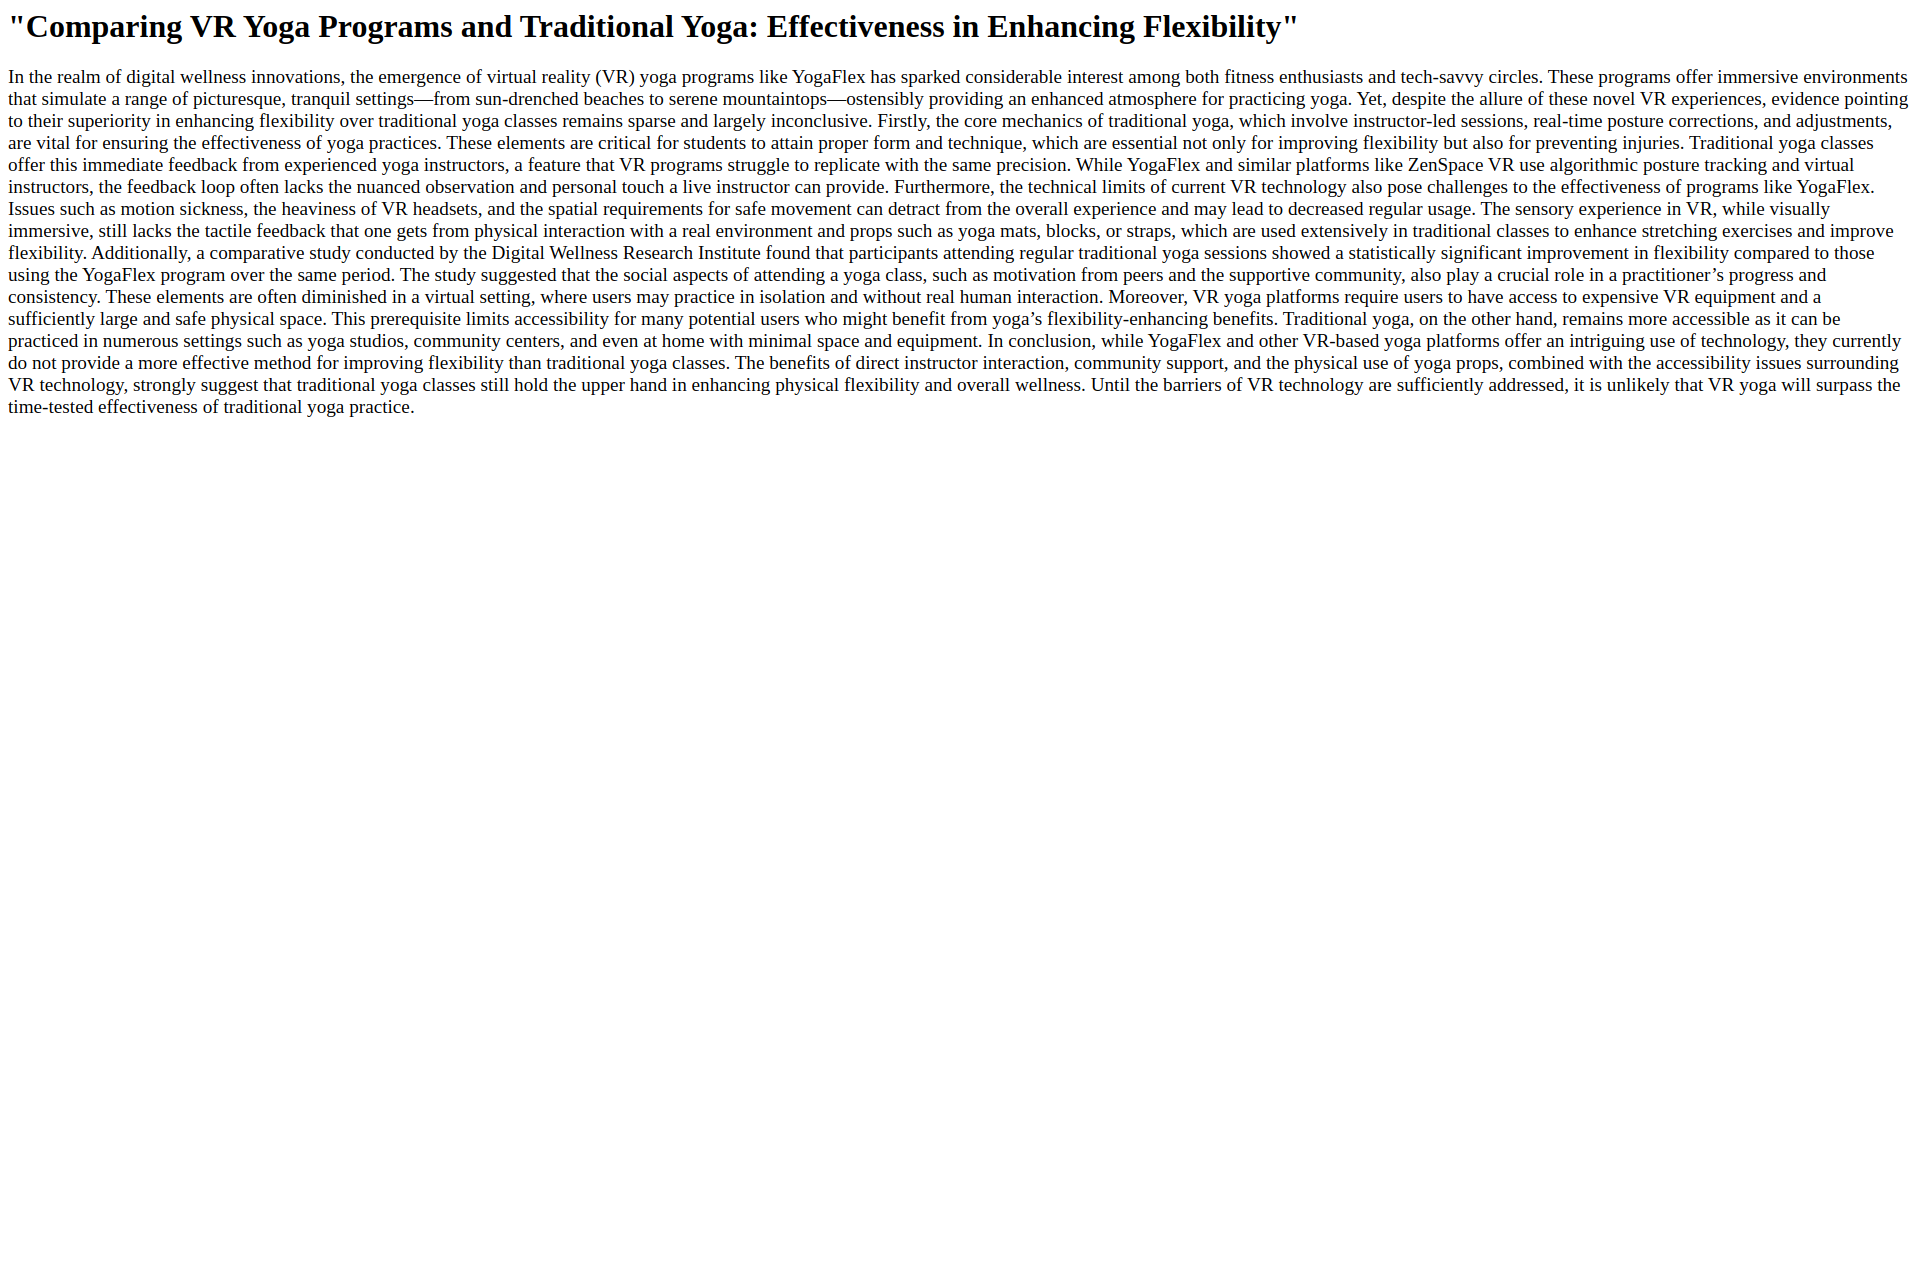 "Comparing VR Yoga Programs and Traditional Yoga: Effectiveness in Enhancing Flexibility"
In the realm of digital wellness innovations, the emergence of virtual reality (VR) yoga programs like YogaFlex has sparked considerable interest among both fitness enthusiasts and tech-savvy circles. These programs offer immersive environments
that simulate a range of picturesque, tranquil settings—from sun-drenched beaches to serene mountaintops—ostensibly providing an enhanced atmosphere for practicing yoga. Yet, despite the allure of these novel VR experiences, evidence pointing
to their superiority in enhancing flexibility over traditional yoga classes remains sparse and largely inconclusive. Firstly, the core mechanics of traditional yoga, which involve instructor-led sessions, real-time posture corrections, and adjustments,
are vital for ensuring the effectiveness of yoga practices. These elements are critical for students to attain proper form and technique, which are essential not only for improving flexibility but also for preventing injuries. Traditional yoga classes
offer this immediate feedback from experienced yoga instructors, a feature that VR programs struggle to replicate with the same precision. While YogaFlex and similar platforms like ZenSpace VR use algorithmic posture tracking and virtual
instructors, the feedback loop often lacks the nuanced observation and personal touch a live instructor can provide. Furthermore, the technical limits of current VR technology also pose challenges to the effectiveness of programs like YogaFlex.
Issues such as motion sickness, the heaviness of VR headsets, and the spatial requirements for safe movement can detract from the overall experience and may lead to decreased regular usage. The sensory experience in VR, while visually
immersive, still lacks the tactile feedback that one gets from physical interaction with a real environment and props such as yoga mats, blocks, or straps, which are used extensively in traditional classes to enhance stretching exercises and improve
flexibility. Additionally, a comparative study conducted by the Digital Wellness Research Institute found that participants attending regular traditional yoga sessions showed a statistically significant improvement in flexibility compared to those
using the YogaFlex program over the same period. The study suggested that the social aspects of attending a yoga class, such as motivation from peers and the supportive community, also play a crucial role in a practitioner’s progress and
consistency. These elements are often diminished in a virtual setting, where users may practice in isolation and without real human interaction. Moreover, VR yoga platforms require users to have access to expensive VR equipment and a
sufficiently large and safe physical space. This prerequisite limits accessibility for many potential users who might benefit from yoga’s flexibility-enhancing benefits. Traditional yoga, on the other hand, remains more accessible as it can be
practiced in numerous settings such as yoga studios, community centers, and even at home with minimal space and equipment. In conclusion, while YogaFlex and other VR-based yoga platforms offer an intriguing use of technology, they currently
do not provide a more effective method for improving flexibility than traditional yoga classes. The benefits of direct instructor interaction, community support, and the physical use of yoga props, combined with the accessibility issues surrounding
VR technology, strongly suggest that traditional yoga classes still hold the upper hand in enhancing physical flexibility and overall wellness. Until the barriers of VR technology are sufficiently addressed, it is unlikely that VR yoga will surpass the
time-tested effectiveness of traditional yoga practice.